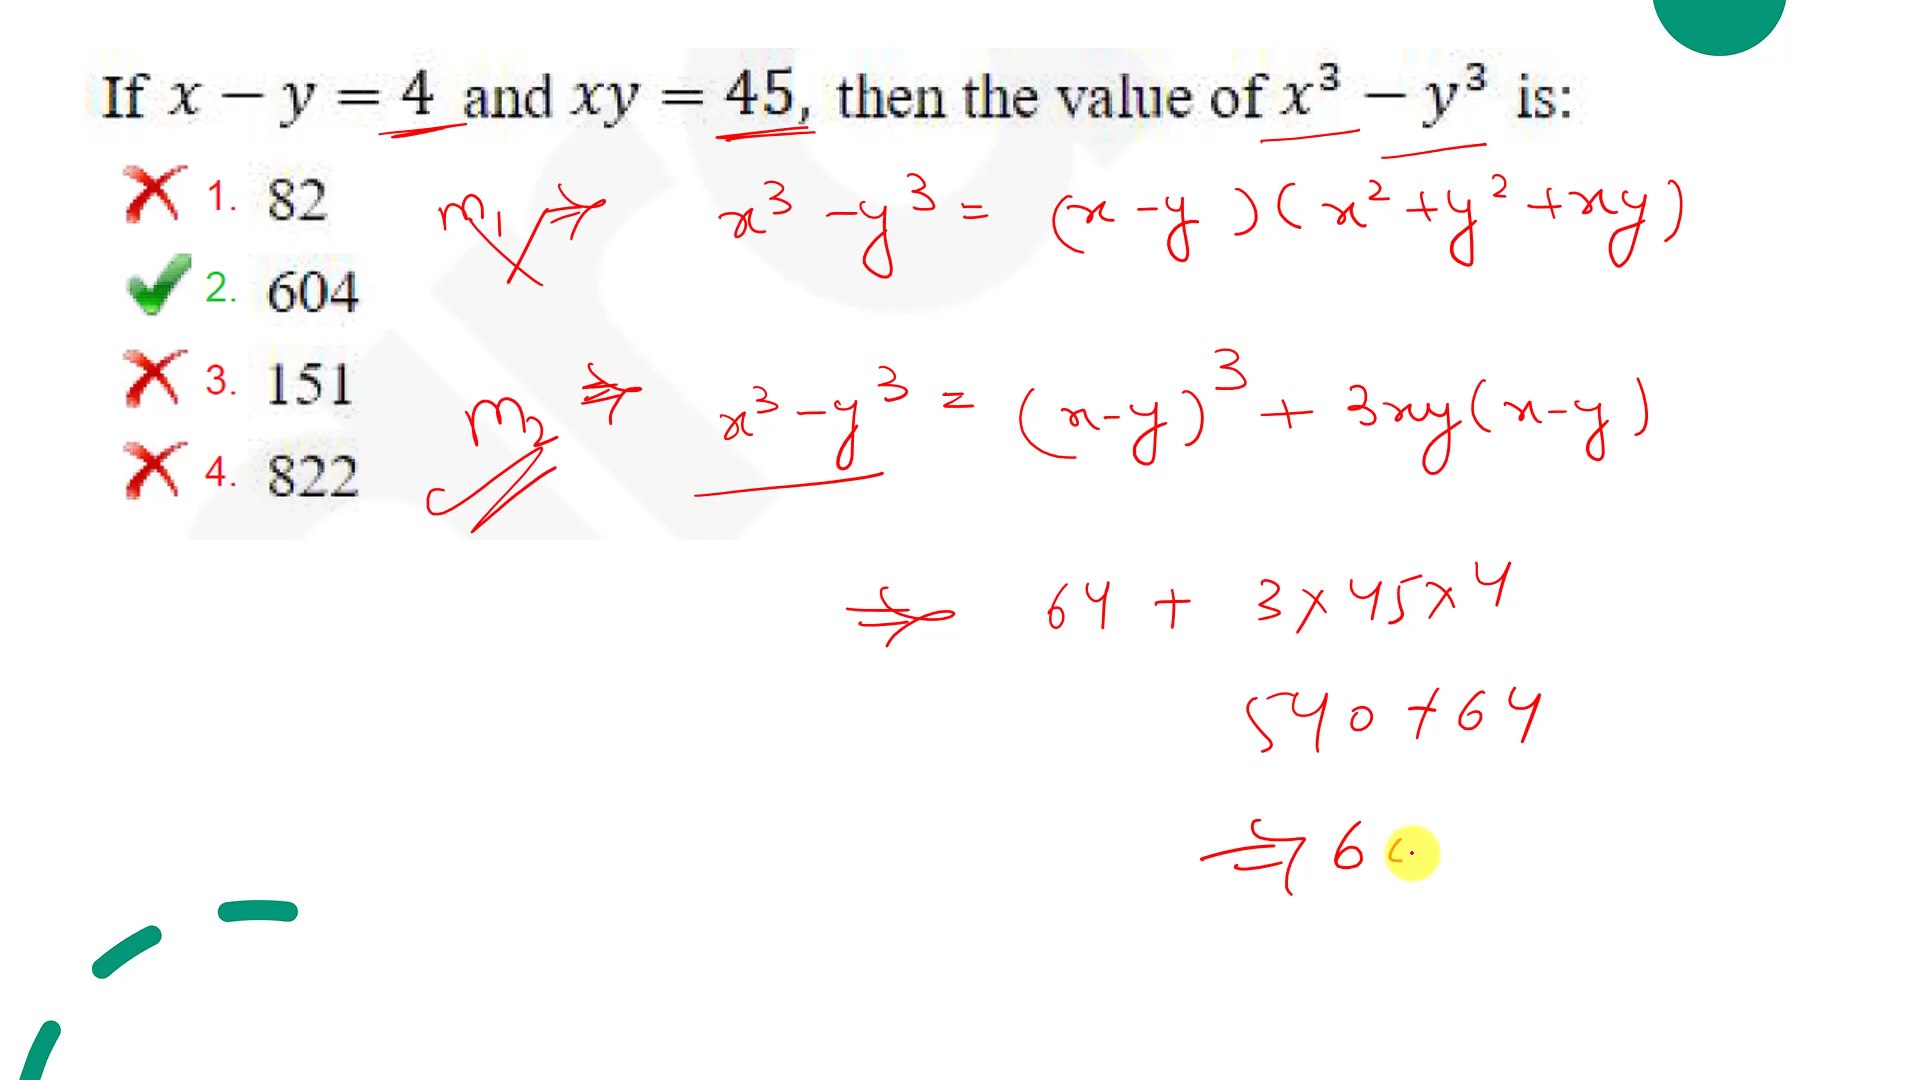 If x − y = 4 and xy = 45, then the value of x³ − y³ is:
1. 82
m₁ ⇒ x³ − y³ = (x − y)(x² + y² + xy)
2. 604
3. 151
m₂ ⇒ x³ − y³ = (x − y)³ + 3xy(x − y)
4. 822
⇒ 64 + 3 × 45 × 4
540 + 64
⇒ 6